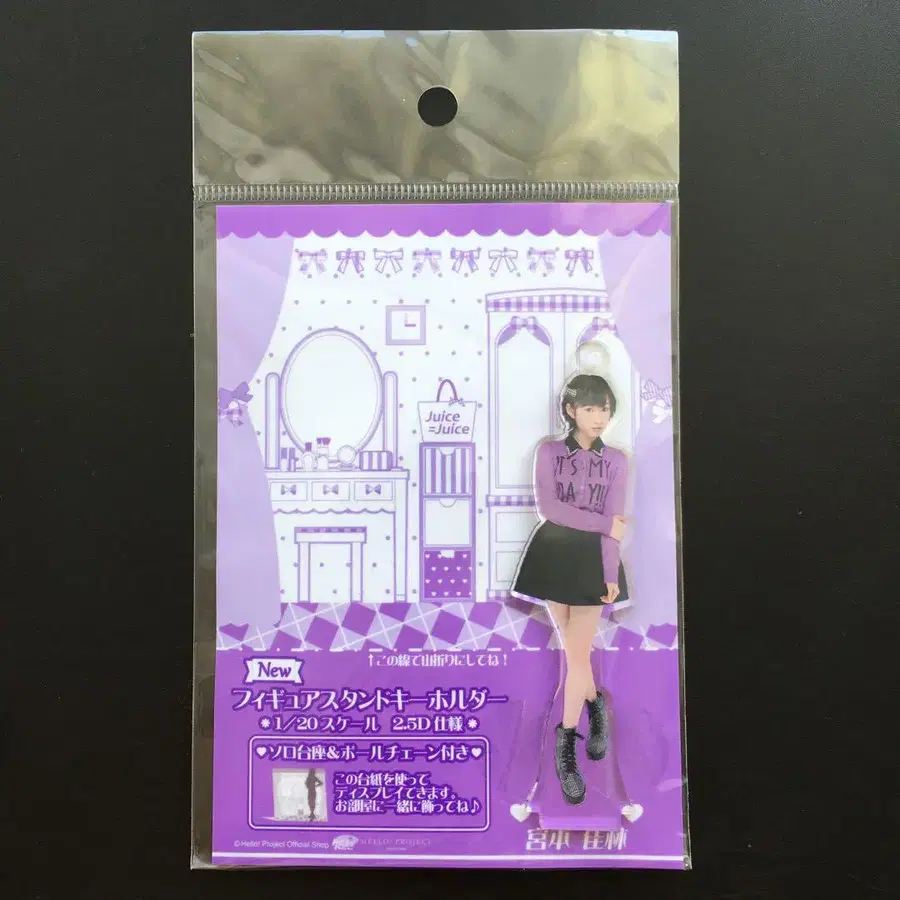 Juice
=Juice
IT'S MY
DAY!!!
↑この線で山折りにしてね！
New
フィギュアスタンドキーホルダー
＊1/20スケール 2.5D仕様＊
♥ソロ台座&ボールチェーン付き♥
この台紙を使って
ディスプレイできます。
お部屋に一緒に飾ってね♪
©Hello! Project Official Shop
HELLO! PROJECT
宮本 佳林